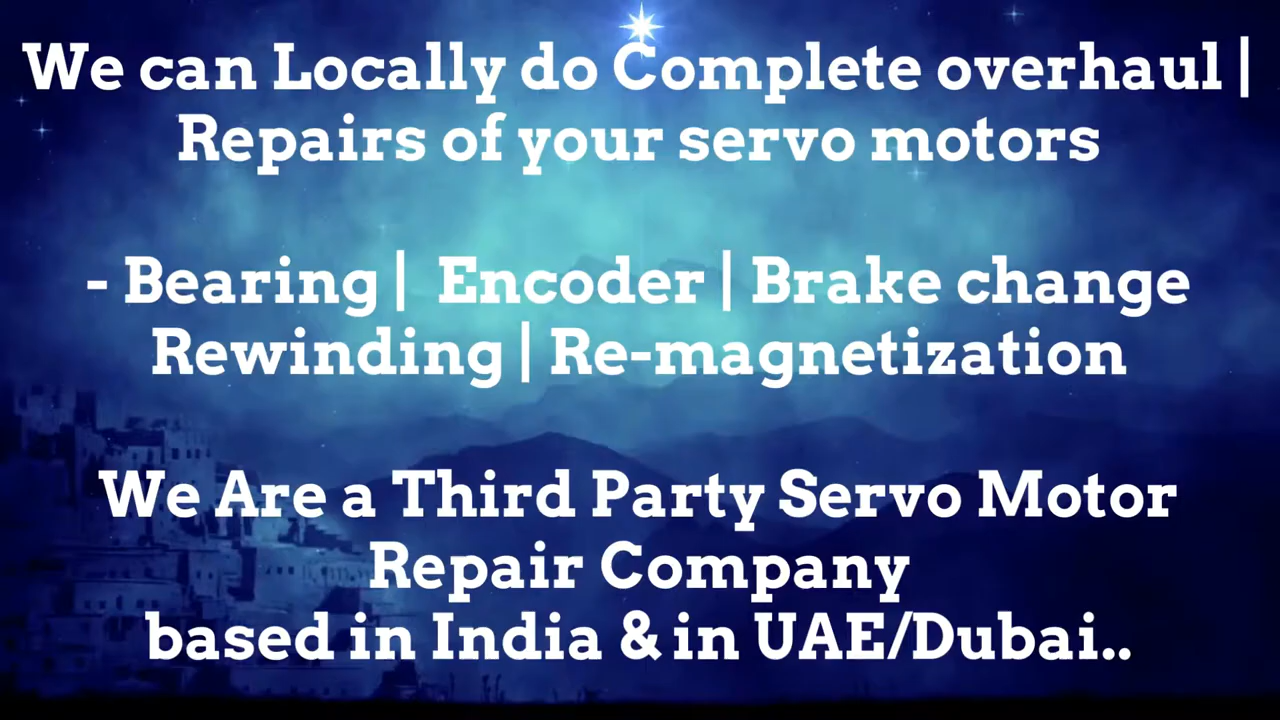 We can Locally do Complete overhaul |
Repairs of your servo motors
- Bearing | Encoder | Brake change
Rewinding | Re-magnetization
We Are a Third Party Servo Motor
Repair Company
based in India & in UAE/Dubai..